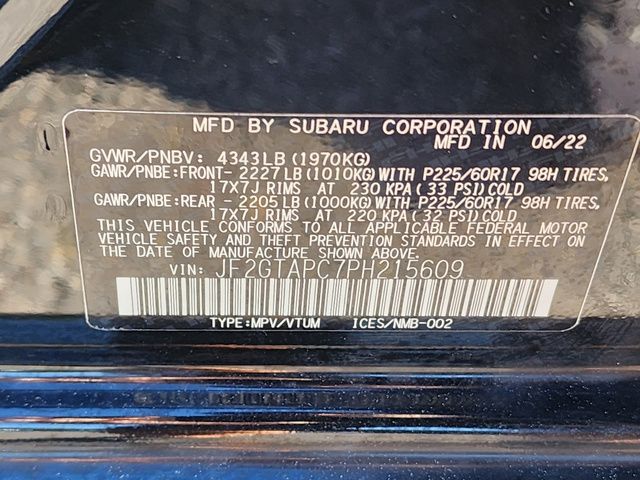 MFD BY SUBARU CORPORATION
MFD IN 06/22
GVWR/PNBV: 4343LB(1970KG)
GAWR/PNBE:FRONT- 2227LB(1010KG)WITH P225/60R17 98H TIRES,
17X7J RIMS AT 230 KPA(33 PSI)COLD
GAWR/PNBE:REAR - 2205LB(1000KG)WITH P225/60R17 98H TIRES,
17X7J RIMS AT 220 KPA(32 PSI)COLD
THIS VEHICLE CONFORMS TO ALL APPLICABLE FEDERAL MOTOR
VEHICLE SAFETY AND THEFT PREVENTION STANDARDS IN EFFECT ON
THE DATE OF MANUFACTURE SHOWN ABOVE.
VIN: JF2GTAPC7PH215609
TYPE:MPV/VTUM ICES/NMB-002